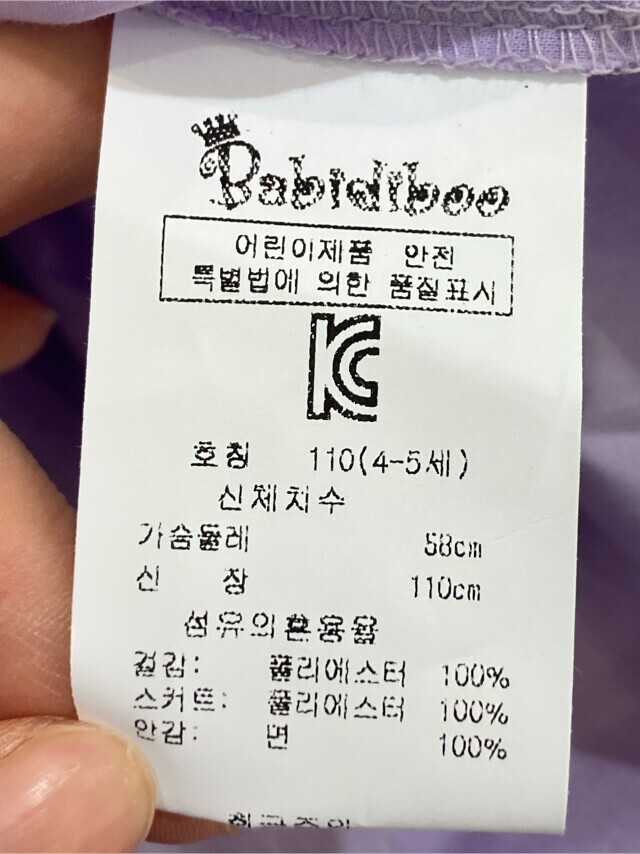 Babidiboo
어린이제품 안전
특별법에 의한 품질표시
KC
호칭 110(4-5세)
신체치수
가슴둘레 58cm
신 장 110cm
섬유의혼용율
겉감: 폴리에스터 100%
스커트: 폴리에스터 100%
안감: 면 100%